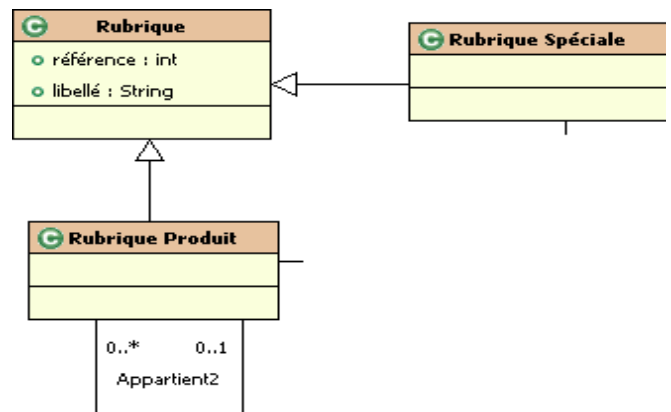 Rubrique
référence : int
libellé : String
Rubrique Spéciale
Rubrique Produit
0..* 0..1
Appartient2